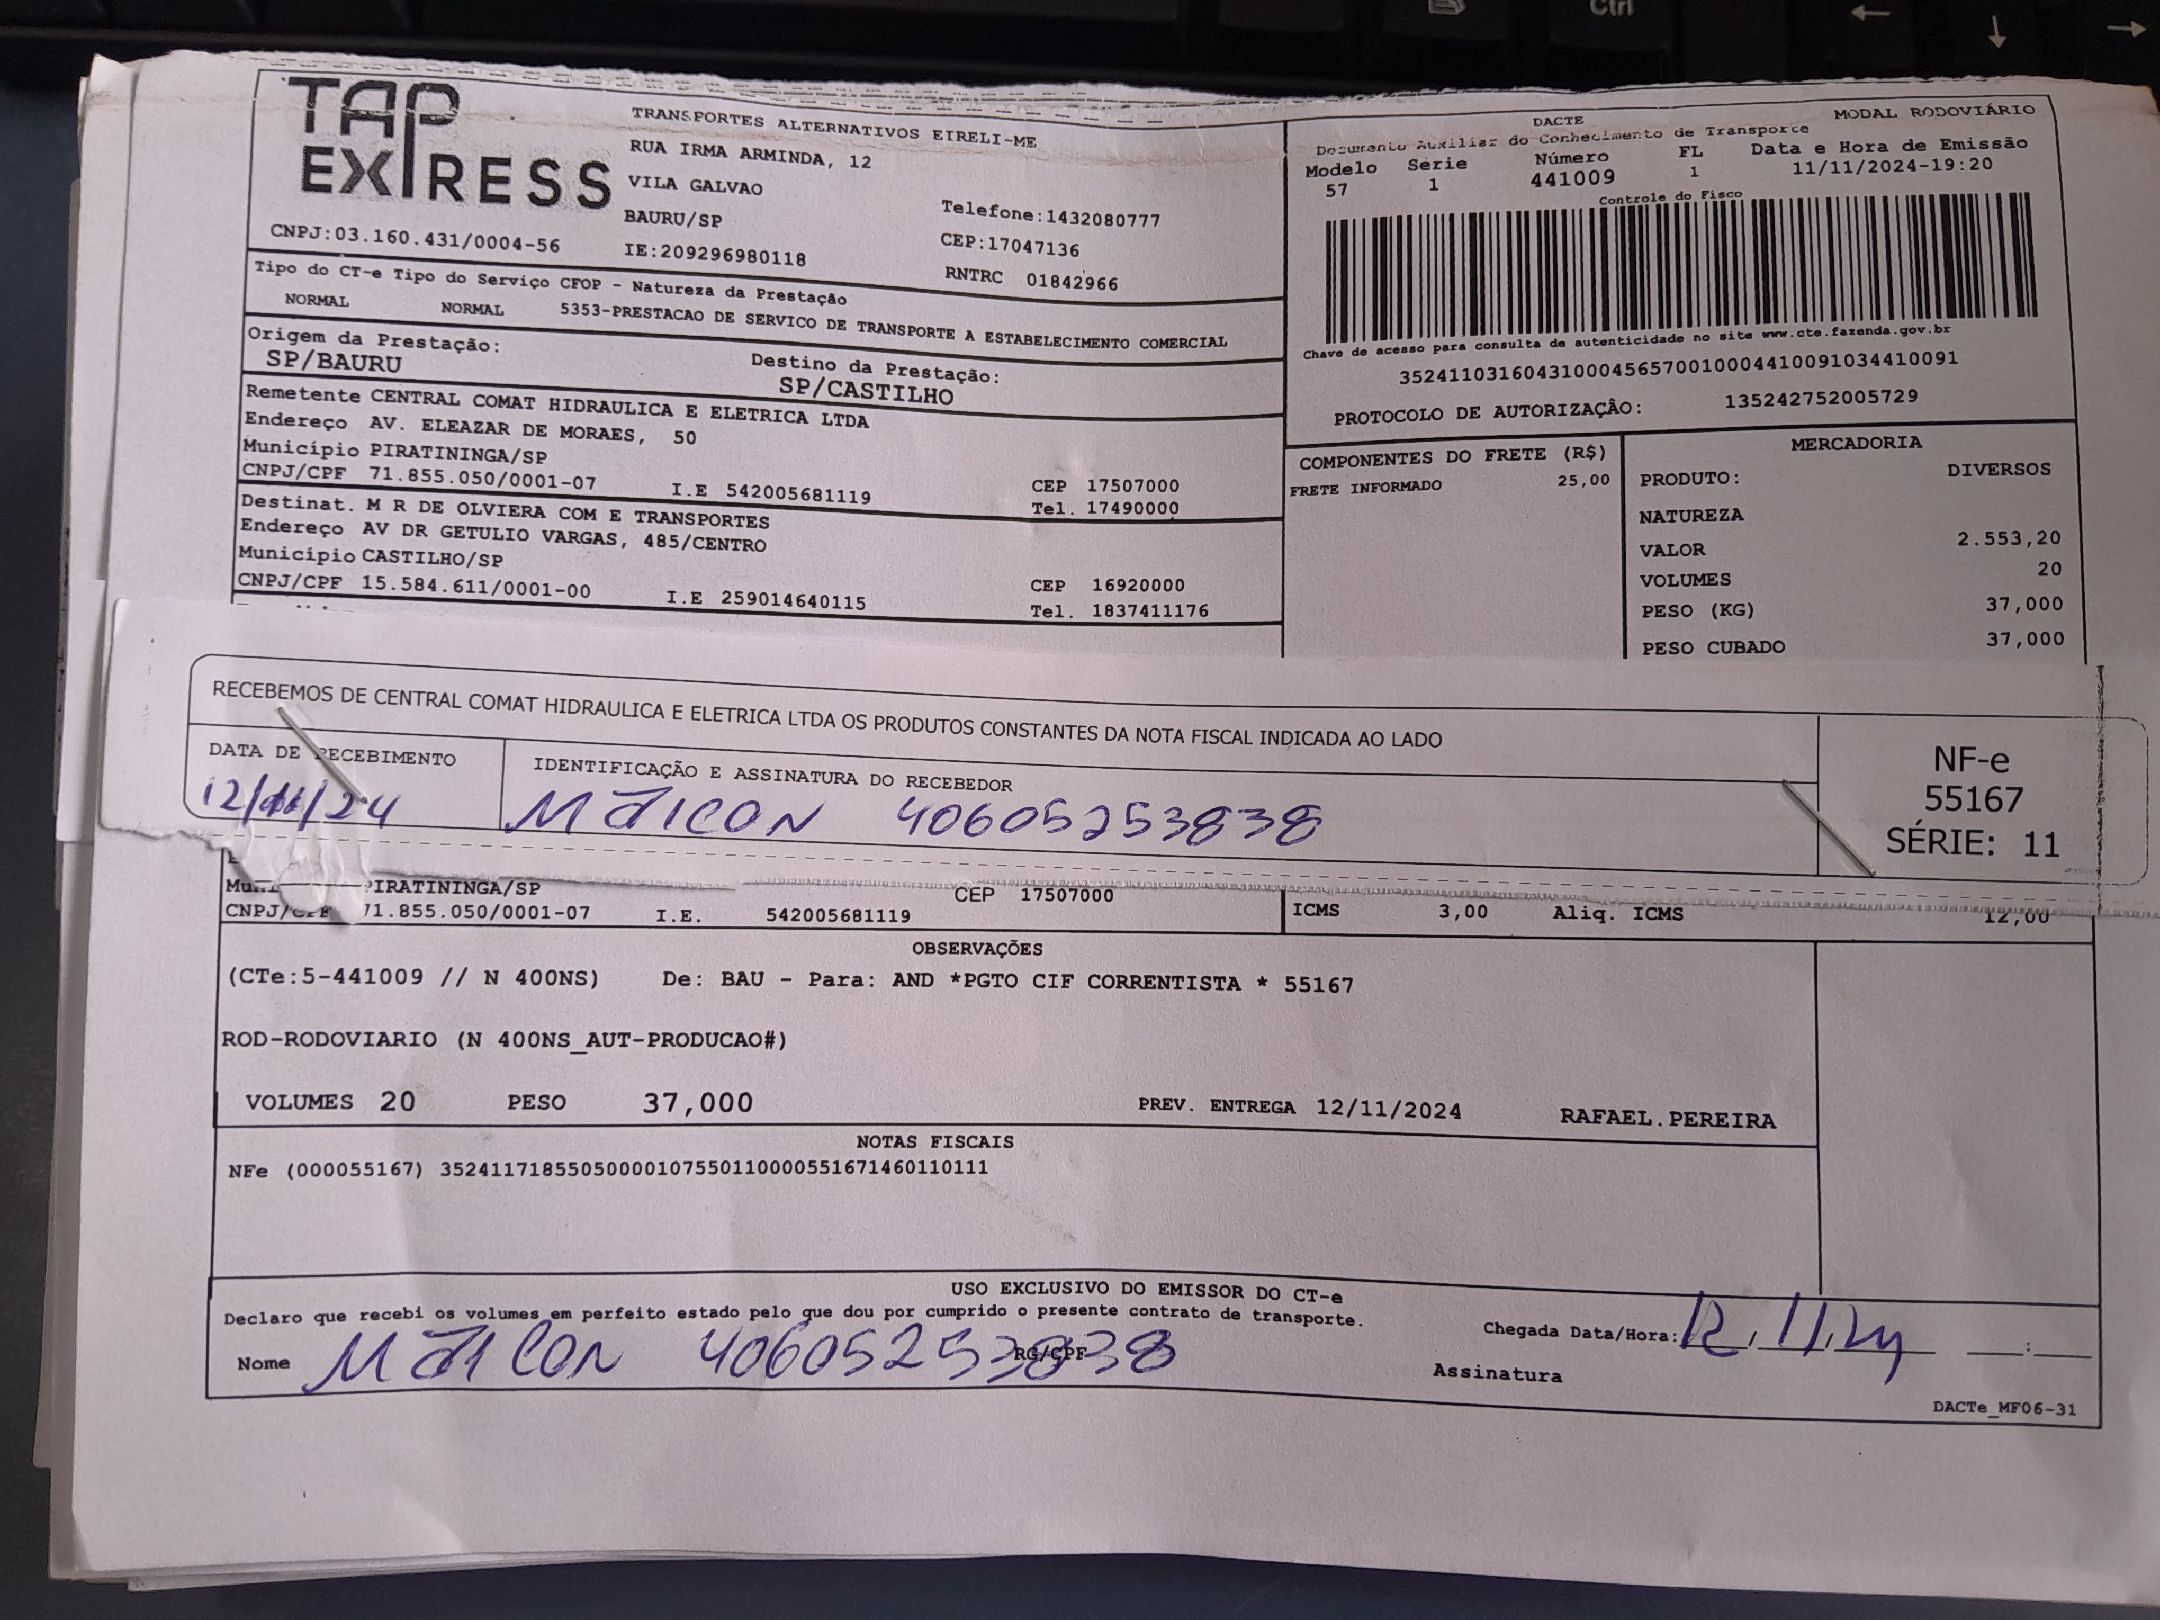 TAP EXPRESS
TRANSPORTES ALTERNATIVOS EIRELI-ME
RUA IRMA ARMINDA, 12
VILA GALVAO
BAURU/SP
Telefone:1432080777
CNPJ:03.160.431/0004-56
IE:209296980118
CEP:17047136
RNTRC 01842966
DACTE
MODAL RODOVIÁRIO
Documento Auxiliar do Conhecimento de Transporte
Modelo Serie Número FL Data e Hora de Emissão
57 1 441009 1 11/11/2024-19:20
Controle do Fisco
Chave de acesso para consulta de autenticidade no site www.cte.fazenda.gov.br
35241103160431000456570010004410091034410091
PROTOCOLO DE AUTORIZAÇÃO: 135242752005729
Tipo do CT-e Tipo do Serviço CFOP - Natureza da Prestação
NORMAL NORMAL 5353-PRESTACAO DE SERVICO DE TRANSPORTE A ESTABELECIMENTO COMERCIAL
Origem da Prestação: Destino da Prestação:
SP/BAURU SP/CASTILHO
Remetente CENTRAL COMAT HIDRAULICA E ELETRICA LTDA
Endereço AV. ELEAZAR DE MORAES, 50
Município PIRATININGA/SP
CNPJ/CPF 71.855.050/0001-07 I.E 542005681119 CEP 17507000
Tel. 17490000
Destinat. M R DE OLVIERA COM E TRANSPORTES
Endereço AV DR GETULIO VARGAS, 485/CENTRO
Município CASTILHO/SP
CNPJ/CPF 15.584.611/0001-00 I.E 259014640115 CEP 16920000
Tel. 1837411176
COMPONENTES DO FRETE (R$)
FRETE INFORMADO 25,00
MERCADORIA
PRODUTO: DIVERSOS
NATUREZA
VALOR 2.553,20
VOLUMES 20
PESO (KG) 37,000
PESO CUBADO 37,000
RECEBEMOS DE CENTRAL COMAT HIDRAULICA E ELETRICA LTDA OS PRODUTOS CONSTANTES DA NOTA FISCAL INDICADA AO LADO
DATA DE RECEBIMENTO
12/11/24
IDENTIFICAÇÃO E ASSINATURA DO RECEBEDOR
MAICON 40605253838
NF-e
55167
SÉRIE: 11
PIRATININGA/SP CEP 17507000
CNPJ/CPF 71.855.050/0001-07 I.E. 542005681119
ICMS 3,00 Aliq. ICMS 12,00
OBSERVAÇÕES
(CTe:5-441009 // N 400NS) De: BAU - Para: AND *PGTO CIF CORRENTISTA * 55167
ROD-RODOVIARIO (N 400NS_AUT-PRODUCAO#)
VOLUMES 20 PESO 37,000 PREV. ENTREGA 12/11/2024 RAFAEL.PEREIRA
NOTAS FISCAIS
NFe (000055167) 35241171855050000107550110000551671460110111
USO EXCLUSIVO DO EMISSOR DO CT-e
Declaro que recebi os volumes em perfeito estado pelo que dou por cumprido o presente contrato de transporte.
Nome MAICON RG/CPF 40605253838
Chegada Data/Hora: 12.11.24 :
Assinatura
DACTe_MF06-31
Ctrl